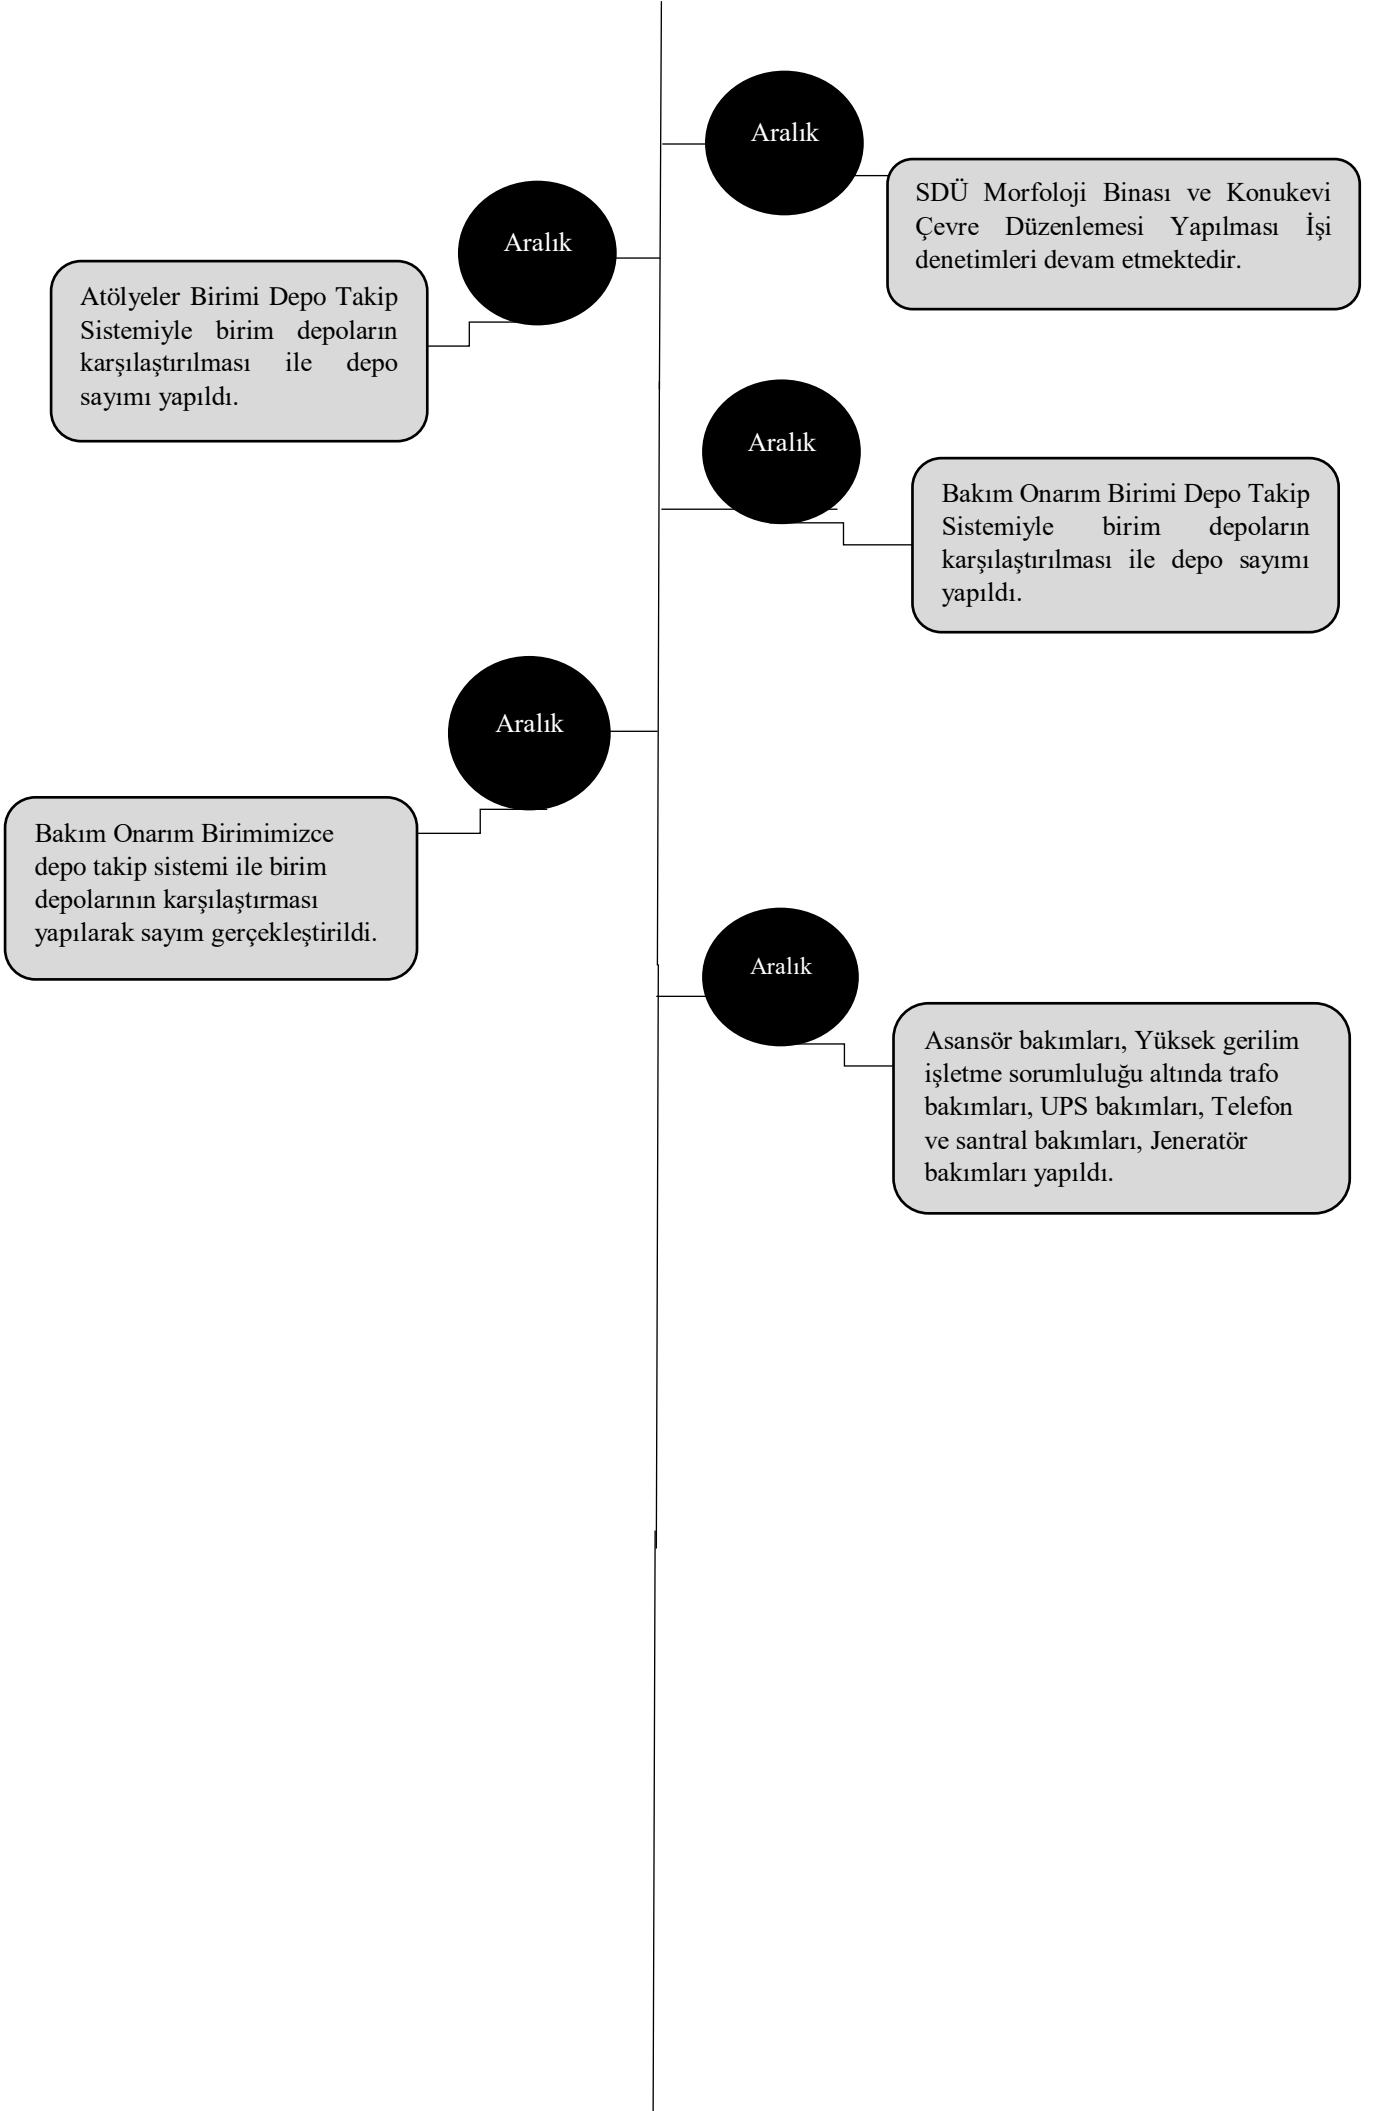 Aralık
SDÜ Morfoloji Binası ve Konukevi
Çevre Düzenlemesi Yapılması İşi
denetimleri devam etmektedir.
Aralık
Atölyeler Birimi Depo Takip
Sistemiyle birim depoların
karşılaştırılması ile depo
sayımı yapıldı.
Aralık
Bakım Onarım Birimi Depo Takip
Sistemiyle birim depoların
karşılaştırılması ile depo sayımı
yapıldı.
Aralık
Bakım Onarım Birimimizce
depo takip sistemi ile birim
depolarının karşılaştırması
yapılarak sayım gerçekleştirildi.
Aralık
Asansör bakımları, Yüksek gerilim
işletme sorumluluğu altında trafo
bakımları, UPS bakımları, Telefon
ve santral bakımları, Jeneratör
bakımları yapıldı.